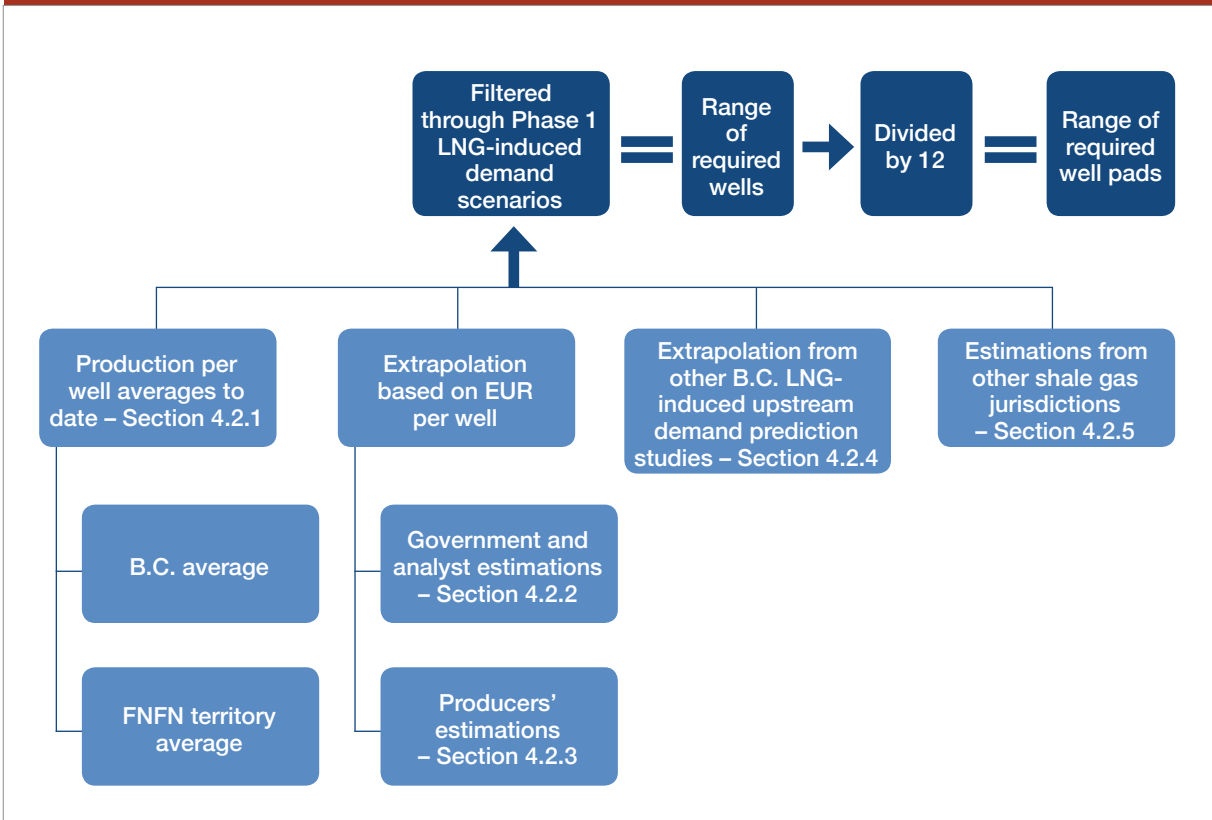 Filtered
through Phase 1
LNG-induced
demand
scenarios
Range
of
required
wells
Divided
by 12
Range of
required
well pads
Production per
well averages to
date – Section 4.2.1
Extrapolation
based on EUR
per well
Extrapolation from
other B.C. LNG-
induced upstream
demand prediction
studies – Section 4.2.4
Estimations from
other shale gas
jurisdictions
– Section 4.2.5
B.C. average
Government and
analyst estimations
– Section 4.2.2
FNFN territory
average
Producers’
estimations
– Section 4.2.3